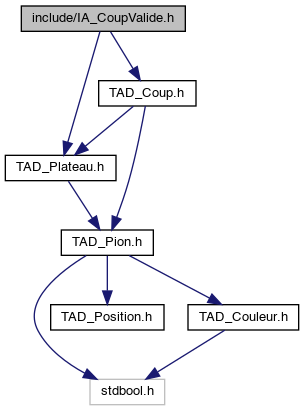 include/IA_CoupValide.h
TAD_Coup.h
TAD_Plateau.h
TAD_Pion.h
TAD_Position.h
TAD_Couleur.h
stdbool.h